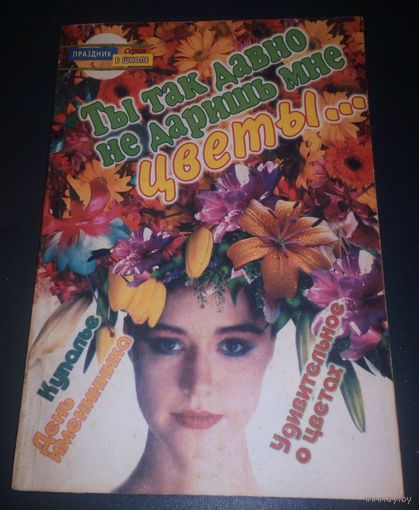 ПРАЗДНИК
Серия
В ШКОЛЕ
Ты так давно
не даришь мне
цветы...
Купалье
День
Именинника
Удивительное
о цветах